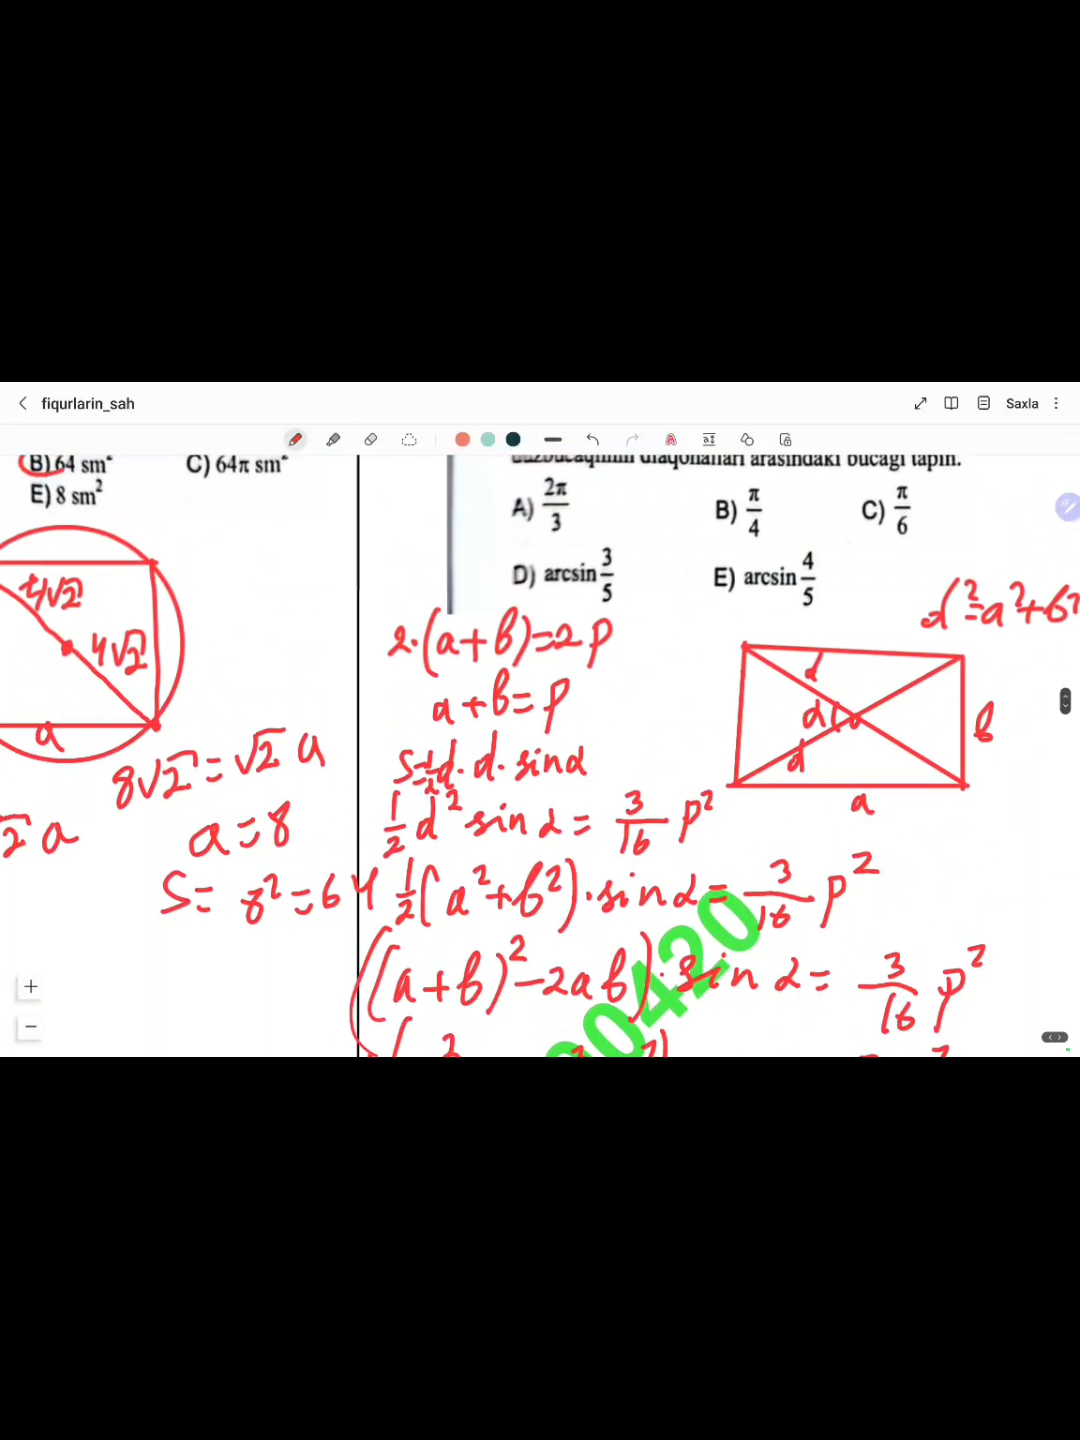 fiqurlarin_sah
Saxla
B) 64 sm²
C) 64π sm²
E) 8 sm²
diaqonalları arasındakı bucağı tapın.
A) 2π/3
B) π/4
C) π/6
D) arcsin 3/5
E) arcsin 4/5
d²=a²+b²
4√2
4√2
a
8√2=√2 a
a=8
S= 8²=64
2 a
2·(a+b)=2p
a+b=p
S=1/2 d·d·sinα
1/2 d² sinα= 3/16 p²
1/2(a²+b²)·sinα= 3/16 p²
((a+b)²-2ab)·sinα= 3/16 p²
d
α
d
b
a
00420